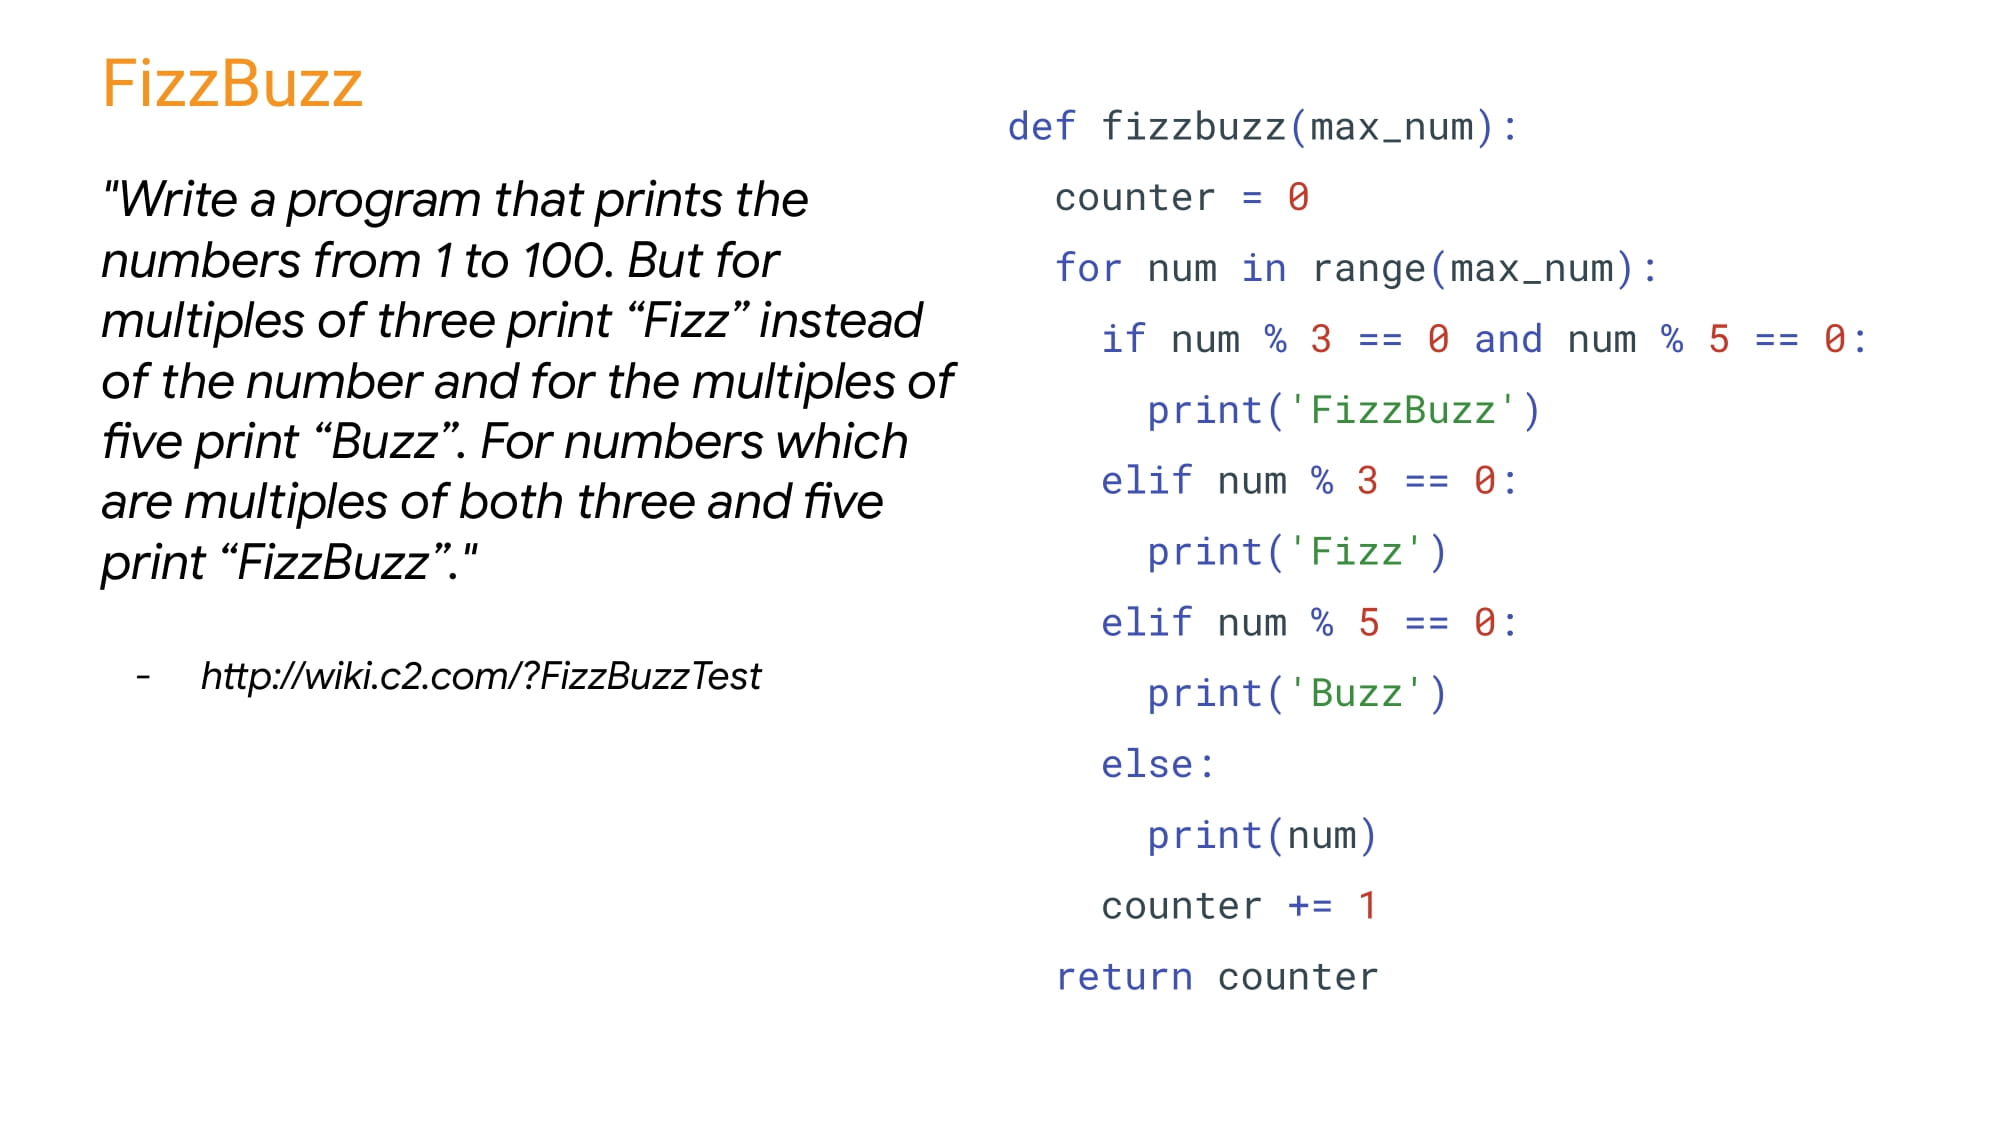 FizzBuzz
"Write a program that prints the
numbers from 1 to 100. But for
multiples of three print “Fizz” instead
of the number and for the multiples of
five print “Buzz”. For numbers which
are multiples of both three and five
print “FizzBuzz”."
- http://wiki.c2.com/?FizzBuzzTest
def fizzbuzz(max_num):
  counter = 0
  for num in range(max_num):
    if num % 3 == 0 and num % 5 == 0:
      print('FizzBuzz')
    elif num % 3 == 0:
      print('Fizz')
    elif num % 5 == 0:
      print('Buzz')
    else:
      print(num)
    counter += 1
  return counter